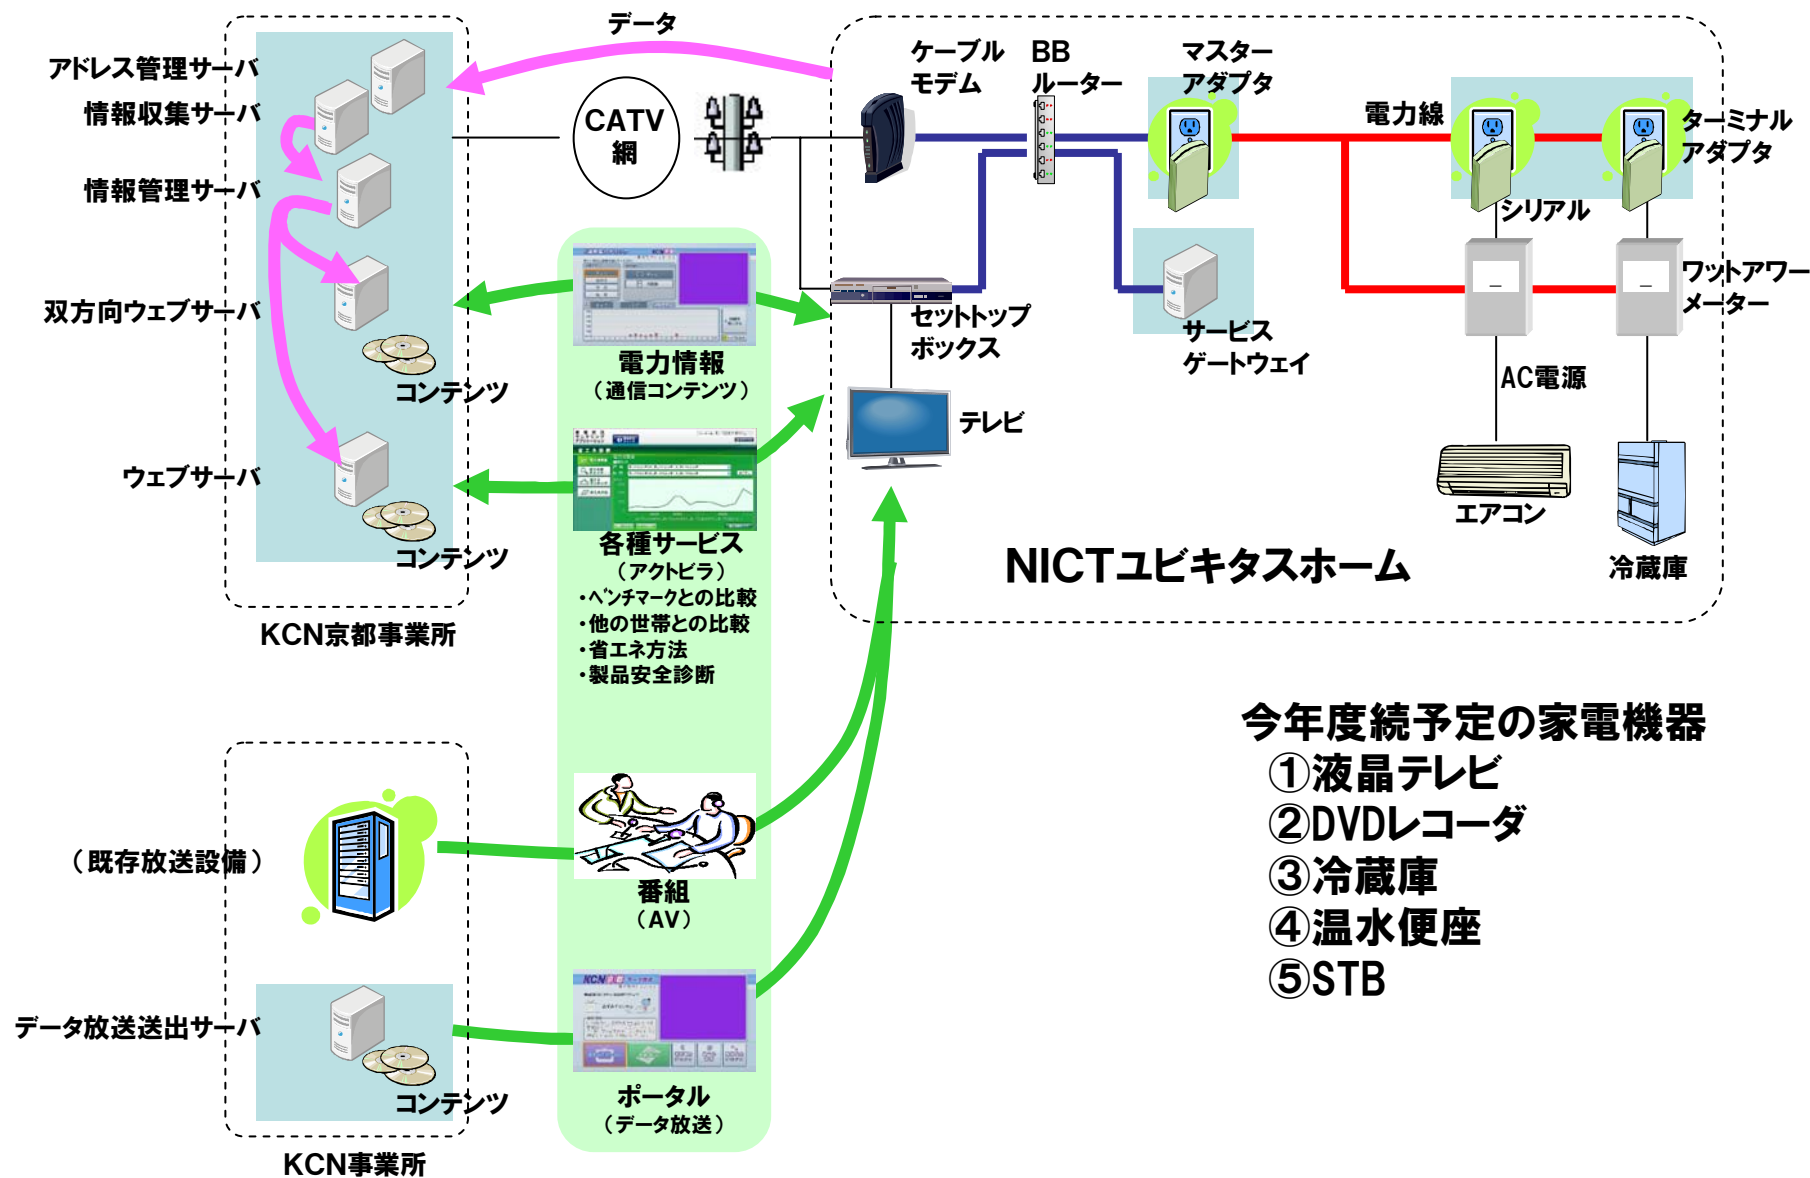 データ
アドレス管理サーバ
情報収集サーバ
情報管理サーバ
双方向ウェブサーバ
コンテンツ
ウェブサーバ
コンテンツ
KCN京都事業所
CATV
網
ケーブル
モデム
BB
ルーター
マスター
アダプタ
電力線
ターミナル
アダプタ
シリアル
ワットアワー
メーター
セットトップ
ボックス
サービス
ゲートウェイ
AC電源
テレビ
エアコン
冷蔵庫
NICTユビキタスホーム
電力情報
（通信コンテンツ）
各種サービス
（アクトビラ）
・ベンチマークとの比較
・他の世帯との比較
・省エネ方法
・製品安全診断
（既存放送設備）
番組
（AV）
データ放送送出サーバ
コンテンツ
KCN事業所
KCN
ポータル
（データ放送）
今年度続予定の家電機器
①液晶テレビ
②DVDレコーダ
③冷蔵庫
④温水便座
⑤STB